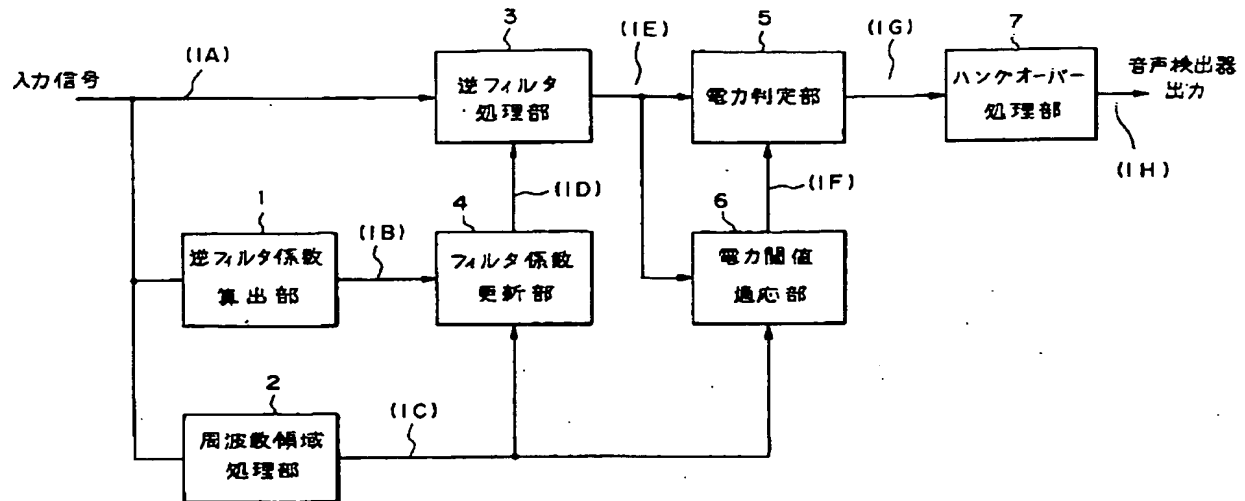 3
(1E)
5
(1G)
7
(1A)
入力信号
逆フィルタ
処理部
電力判定部
ハングオーバー
処理部
音声検出器
出力
(1H)
(1D)
(1F)
1
(1B)
4
6
逆フィルタ係数
算出部
フィルタ係数
更新部
電力閾値
適応部
2
(1C)
周波数領域
処理部